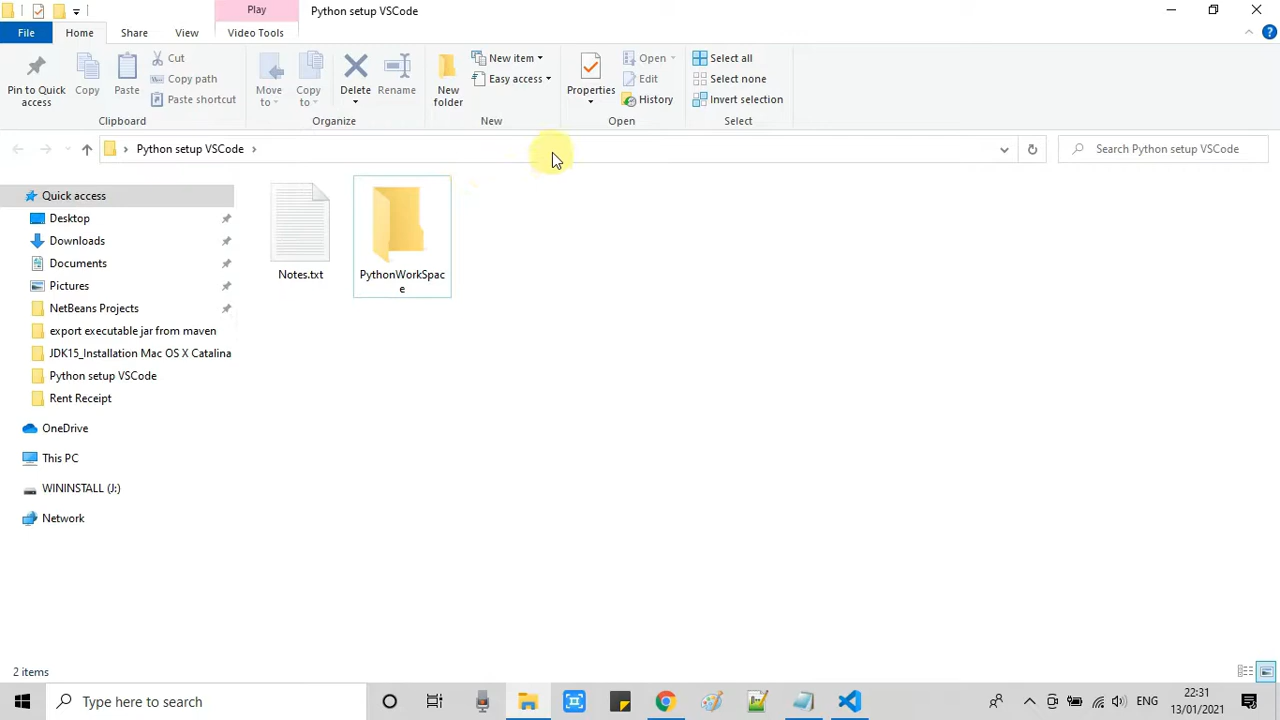 Play
Python setup VSCode
File
Home
Share
View
Video Tools
Pin to Quick
access
Copy
Paste
Cut
Copy path
Paste shortcut
Clipboard
Move
to
Copy
to
Delete
Rename
Organize
New
folder
New item
Easy access
New
Properties
Open
Edit
History
Open
Select all
Select none
Invert selection
Select
Python setup VSCode
Search Python setup VSCode
Quick access
Desktop
Downloads
Documents
Pictures
NetBeans Projects
export executable jar from maven
JDK15_Installation Mac OS X Catalina
Python setup VSCode
Rent Receipt
OneDrive
This PC
WININSTALL (J:)
Network
Notes.txt
PythonWorkSpac
e
2 items
Type here to search
ENG
22:31
13/01/2021